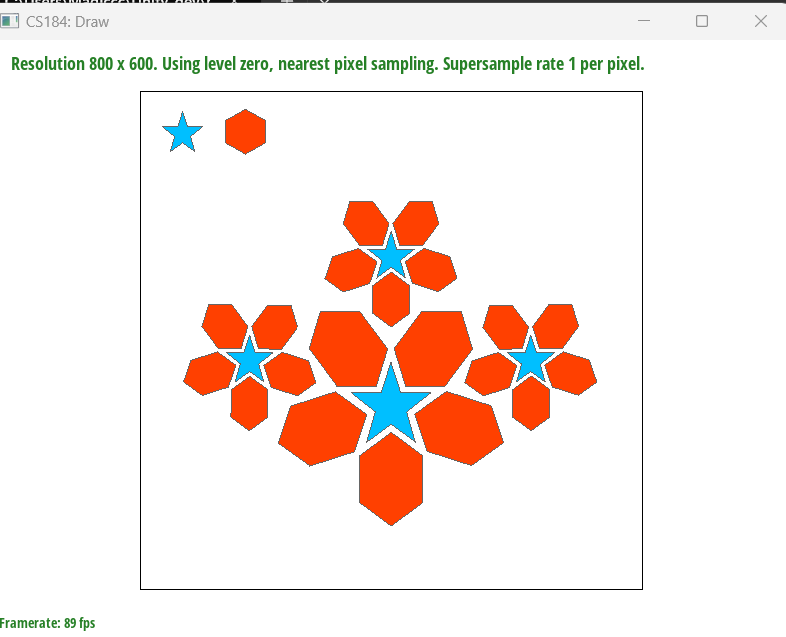 CS184: Draw
Resolution 800 x 600. Using level zero, nearest pixel sampling. Supersample rate 1 per pixel.
Framerate: 89 fps